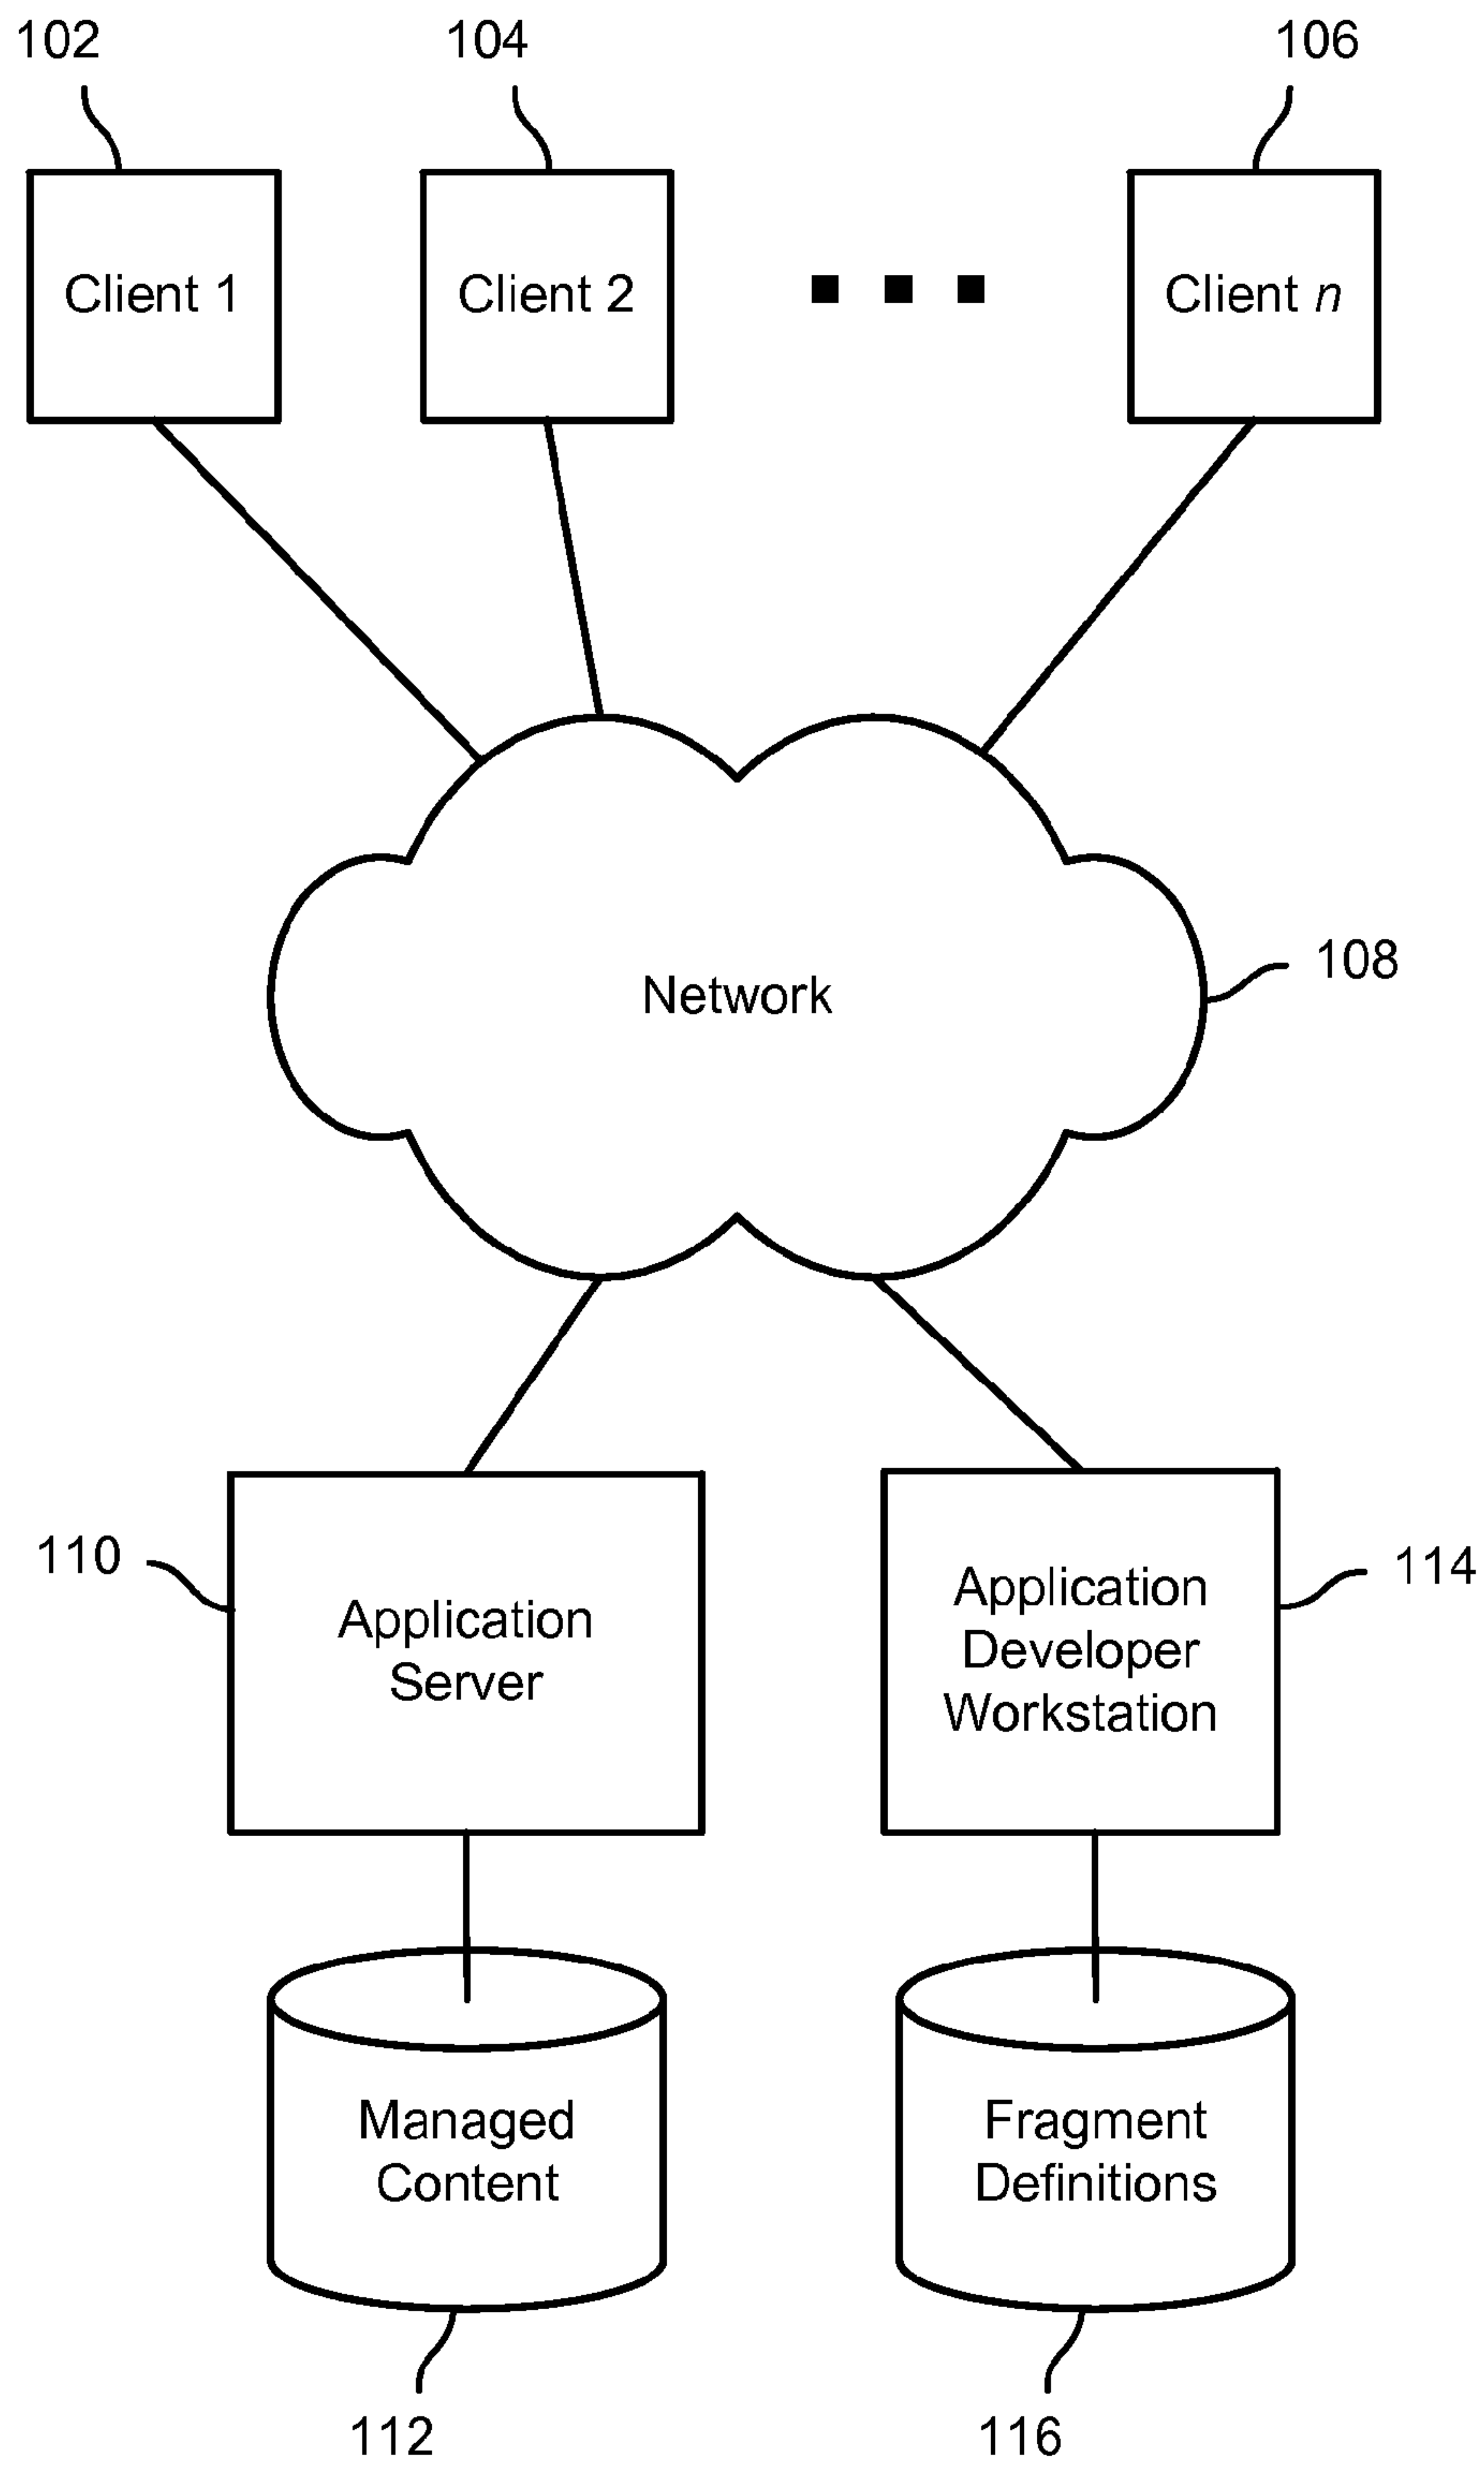 102
104
106
Client 1
Client 2
Client n
Network
108
110
Application
Server
Application
Developer
Workstation
114
Managed
Content
Fragment
Definitions
112
116